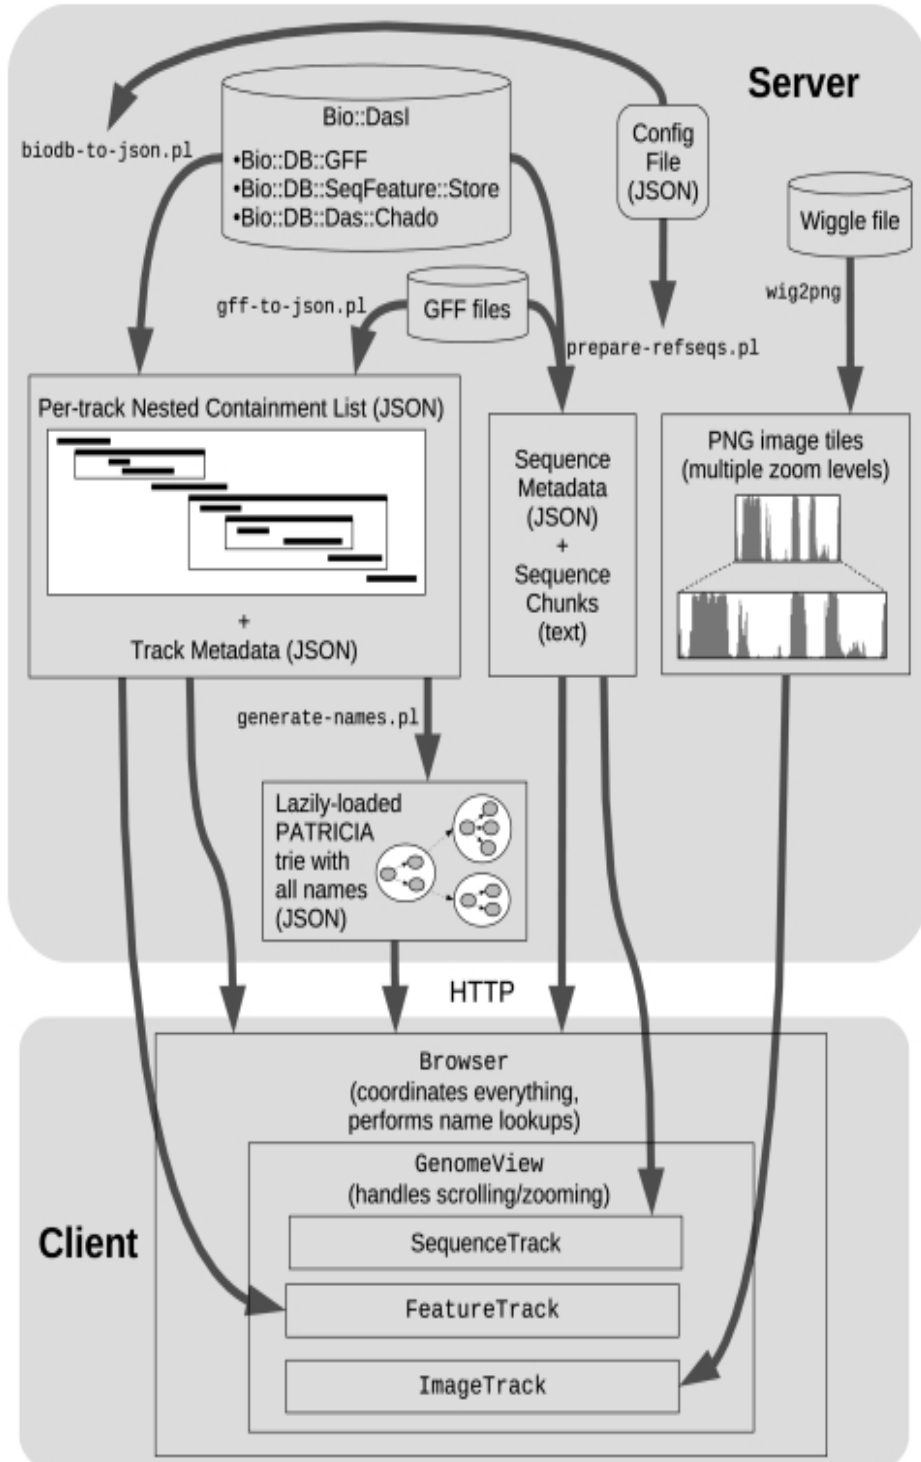 Server
Bio::DasI
•Bio::DB::GFF
•Bio::DB::SeqFeature::Store
•Bio::DB::Das::Chado
biodb-to-json.pl
Config
File
(JSON)
Wiggle file
wig2png
gff-to-json.pl
GFF files
prepare-refseqs.pl
Per-track Nested Containment List (JSON)
+
Track Metadata (JSON)
Sequence
Metadata
(JSON)
+
Sequence
Chunks
(text)
PNG image tiles
(multiple zoom levels)
generate-names.pl
Lazily-loaded
PATRICIA
trie with
all names
(JSON)
HTTP
Client
Browser
(coordinates everything,
performs name lookups)
GenomeView
(handles scrolling/zooming)
SequenceTrack
FeatureTrack
ImageTrack